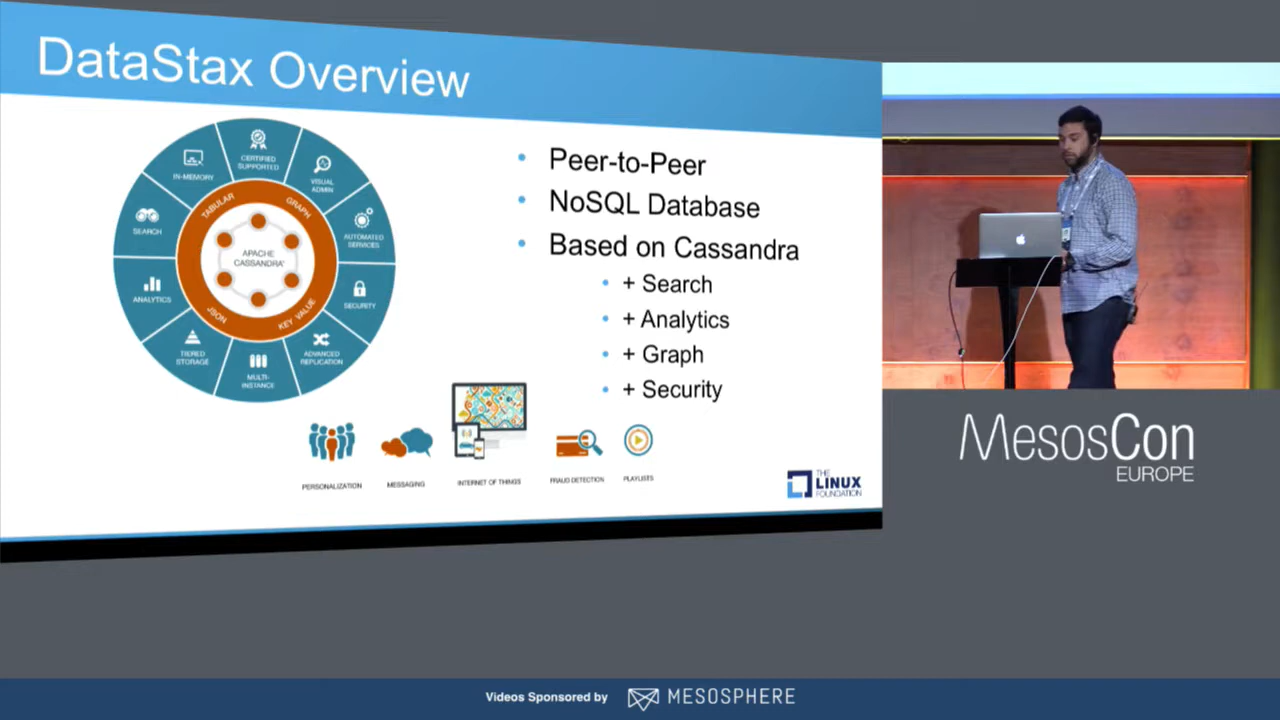 DataStax Overview
CERTIFIED
SUPPORTED
IN-MEMORY
VISUAL
ADMIN
SEARCH
AUTOMATED
SERVICES
ANALYTICS
SECURITY
TIERED
STORAGE
ADVANCED
REPLICATION
MULTI-
INSTANCE
TABULAR
GRAPH
JSON
KEY VALUE
APACHE
CASSANDRA®
• Peer-to-Peer
• NoSQL Database
• Based on Cassandra
• + Search
• + Analytics
• + Graph
• + Security
PERSONALIZATION
MESSAGING
INTERNET OF THINGS
FRAUD DETECTION
PLAYLISTS
THE
LINUX
FOUNDATION
MesosCon
EUROPE
Videos Sponsored by MESOSPHERE